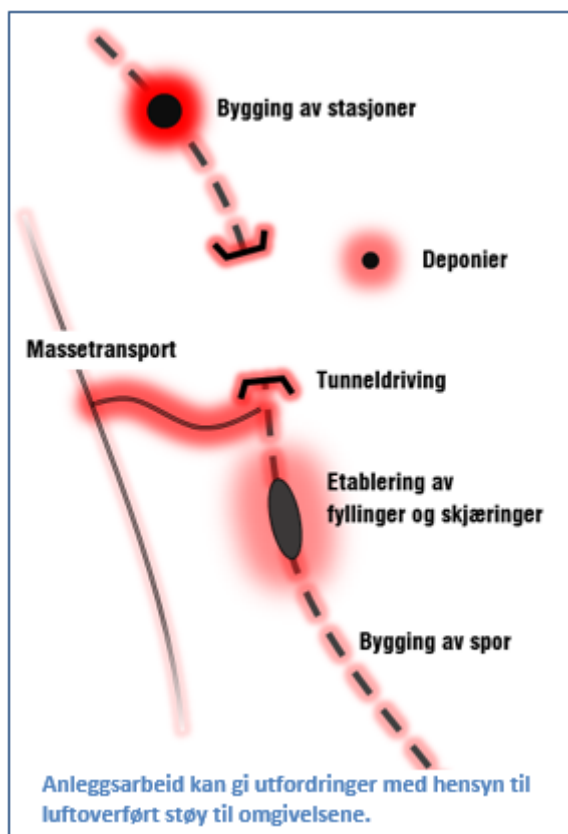 Bygging av stasjoner
Deponier
Massetransport
Tunneldriving
Etablering av
fyllinger og skjæringer
Bygging av spor
Anleggsarbeid kan gi utfordringer med hensyn til
luftoverført støy til omgivelsene.